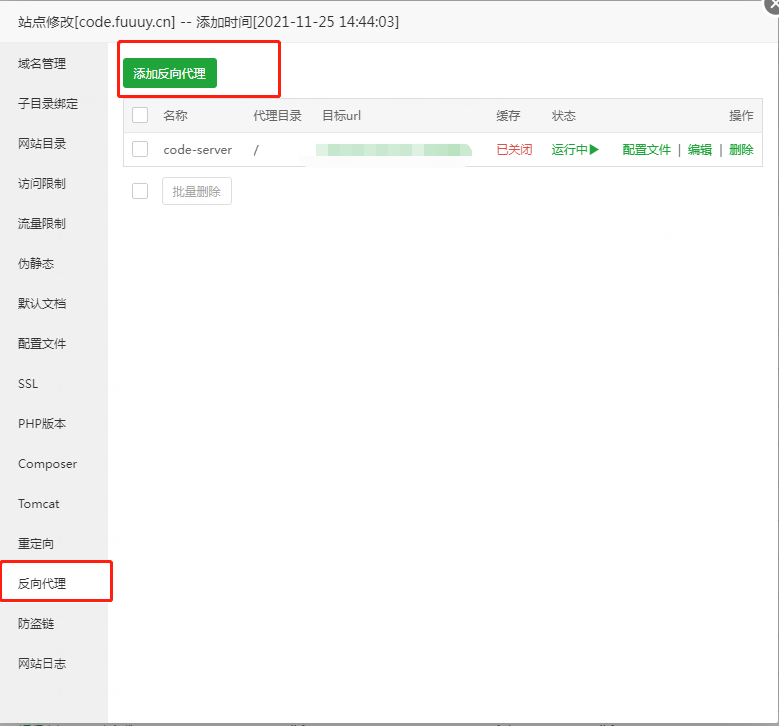 站点修改[code.fuuuy.cn] -- 添加时间[2021-11-25 14:44:03]
域名管理
子目录绑定
网站目录
访问限制
流量限制
伪静态
默认文档
配置文件
SSL
PHP版本
Composer
Tomcat
重定向
反向代理
防盗链
网站日志
添加反向代理
名称 代理目录 目标url 缓存 状态 操作
code-server / 已关闭 运行中▶ 配置文件 | 编辑 | 删除
批量删除